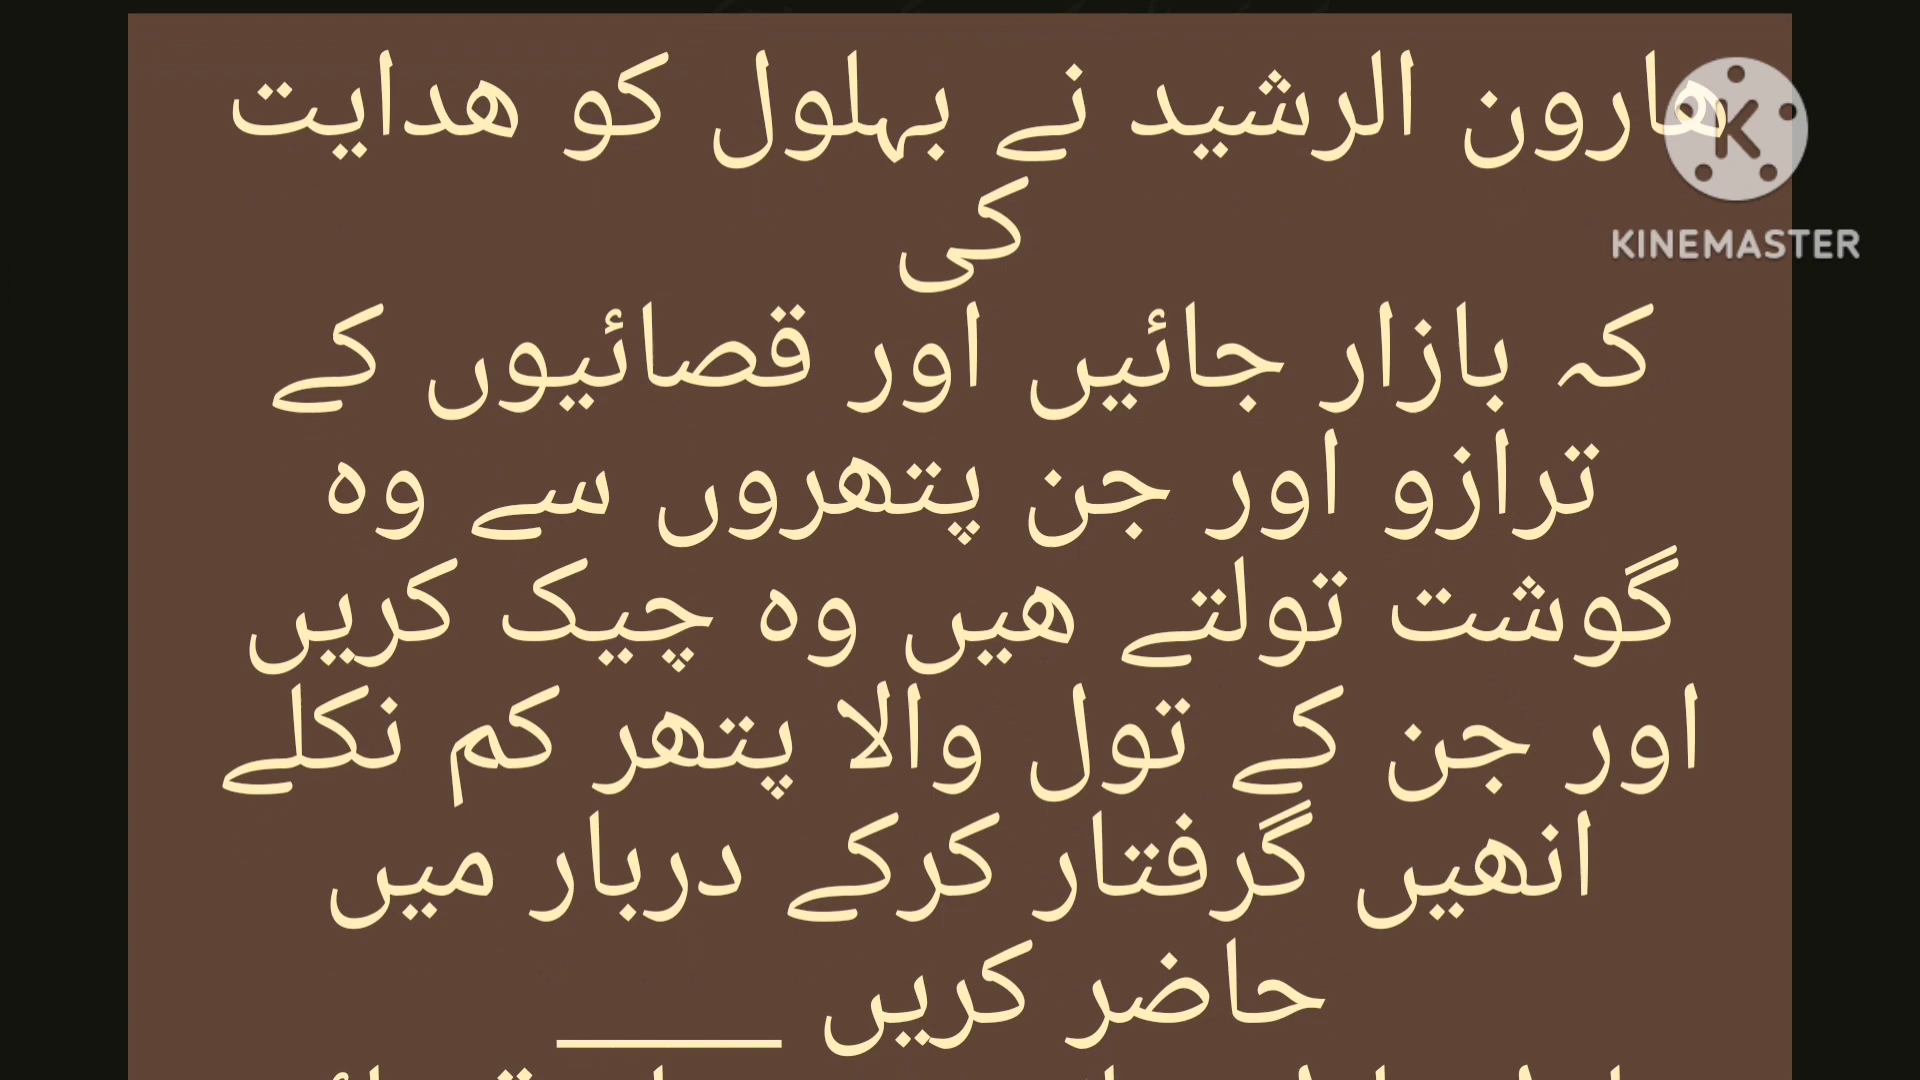 ھارون الرشید نے بہلول کو ھدایت
کی
کہ بازار جائیں اور قصائیوں کے
ترازو اور جن پتھروں سے وہ
گوشت تولتے ھیں وہ چیک کریں
اور جن کے تول والا پتھر کم نکلے
انھیں گرفتار کرکے دربار میں
حاضر کریں ______
KINEMASTER